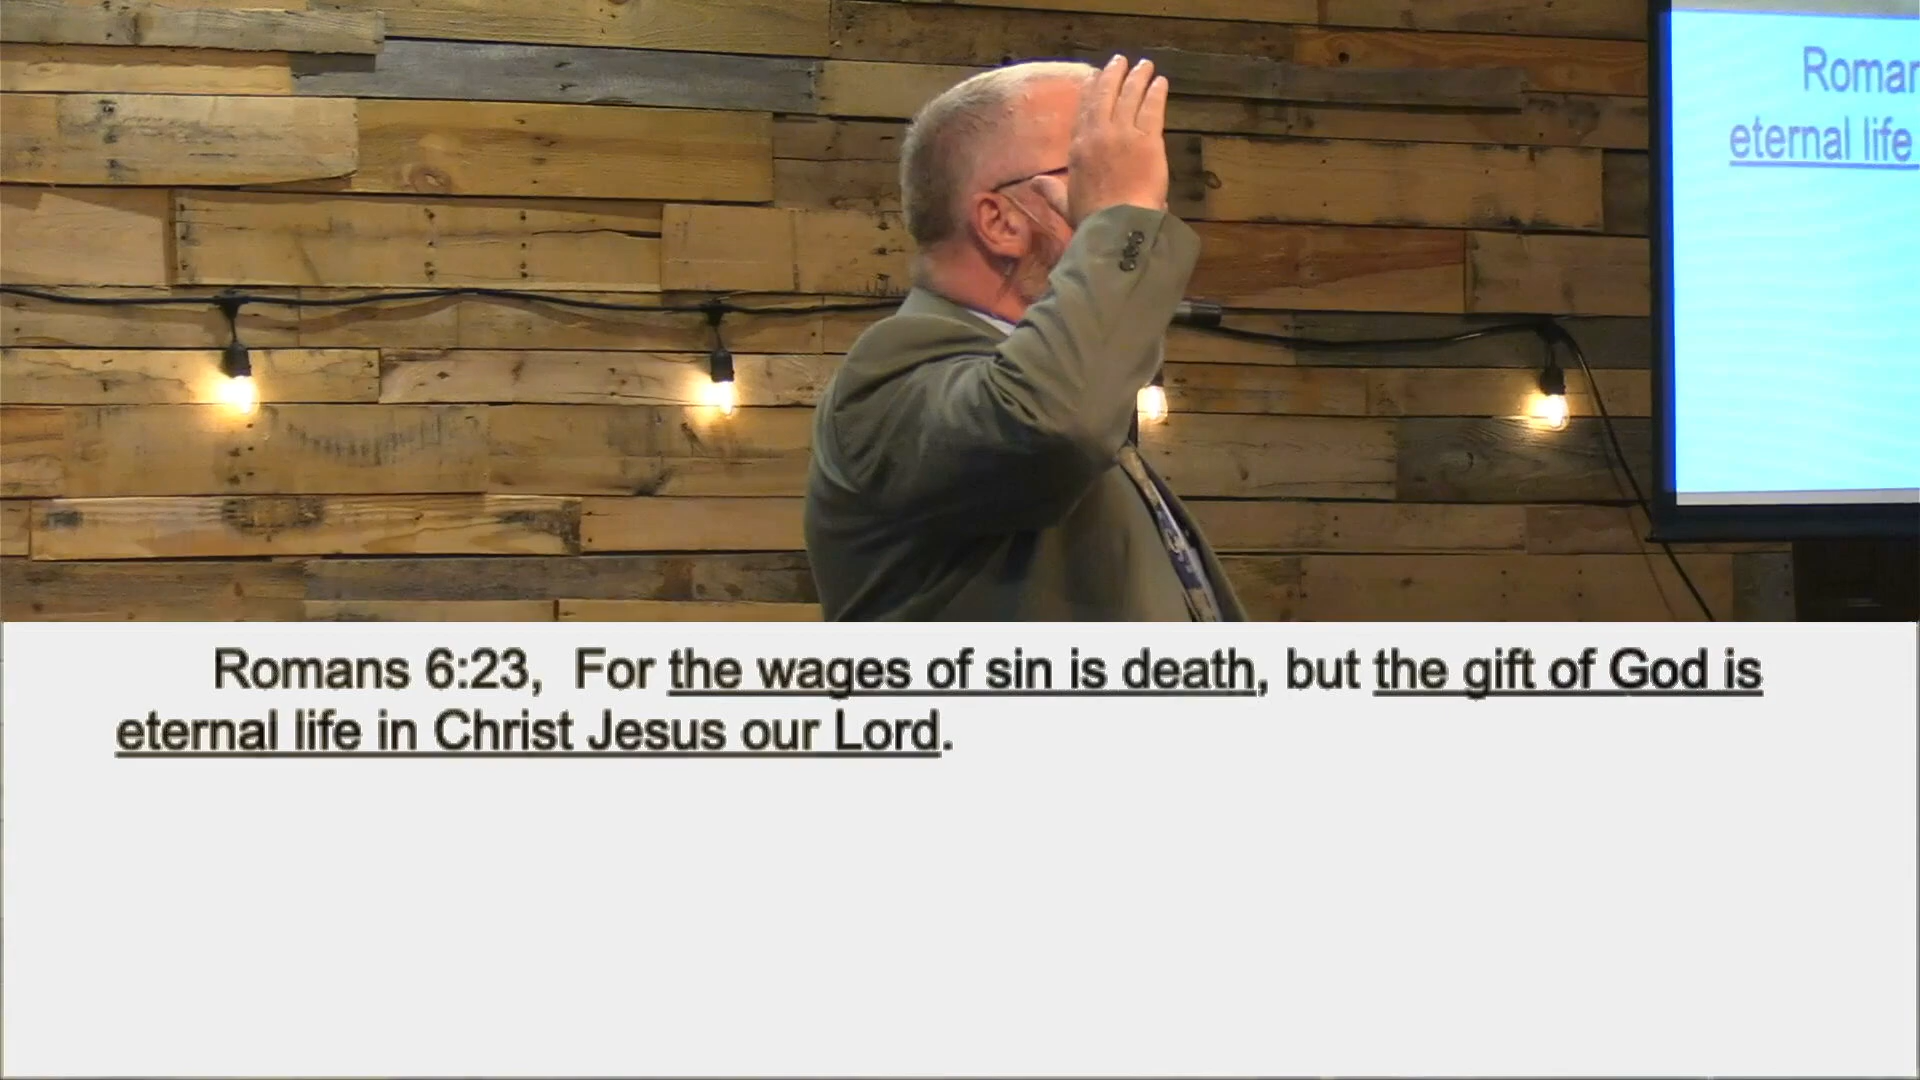 Roman
eternal life
Romans 6:23,  For the wages of sin is death, but the gift of God is
eternal life in Christ Jesus our Lord.